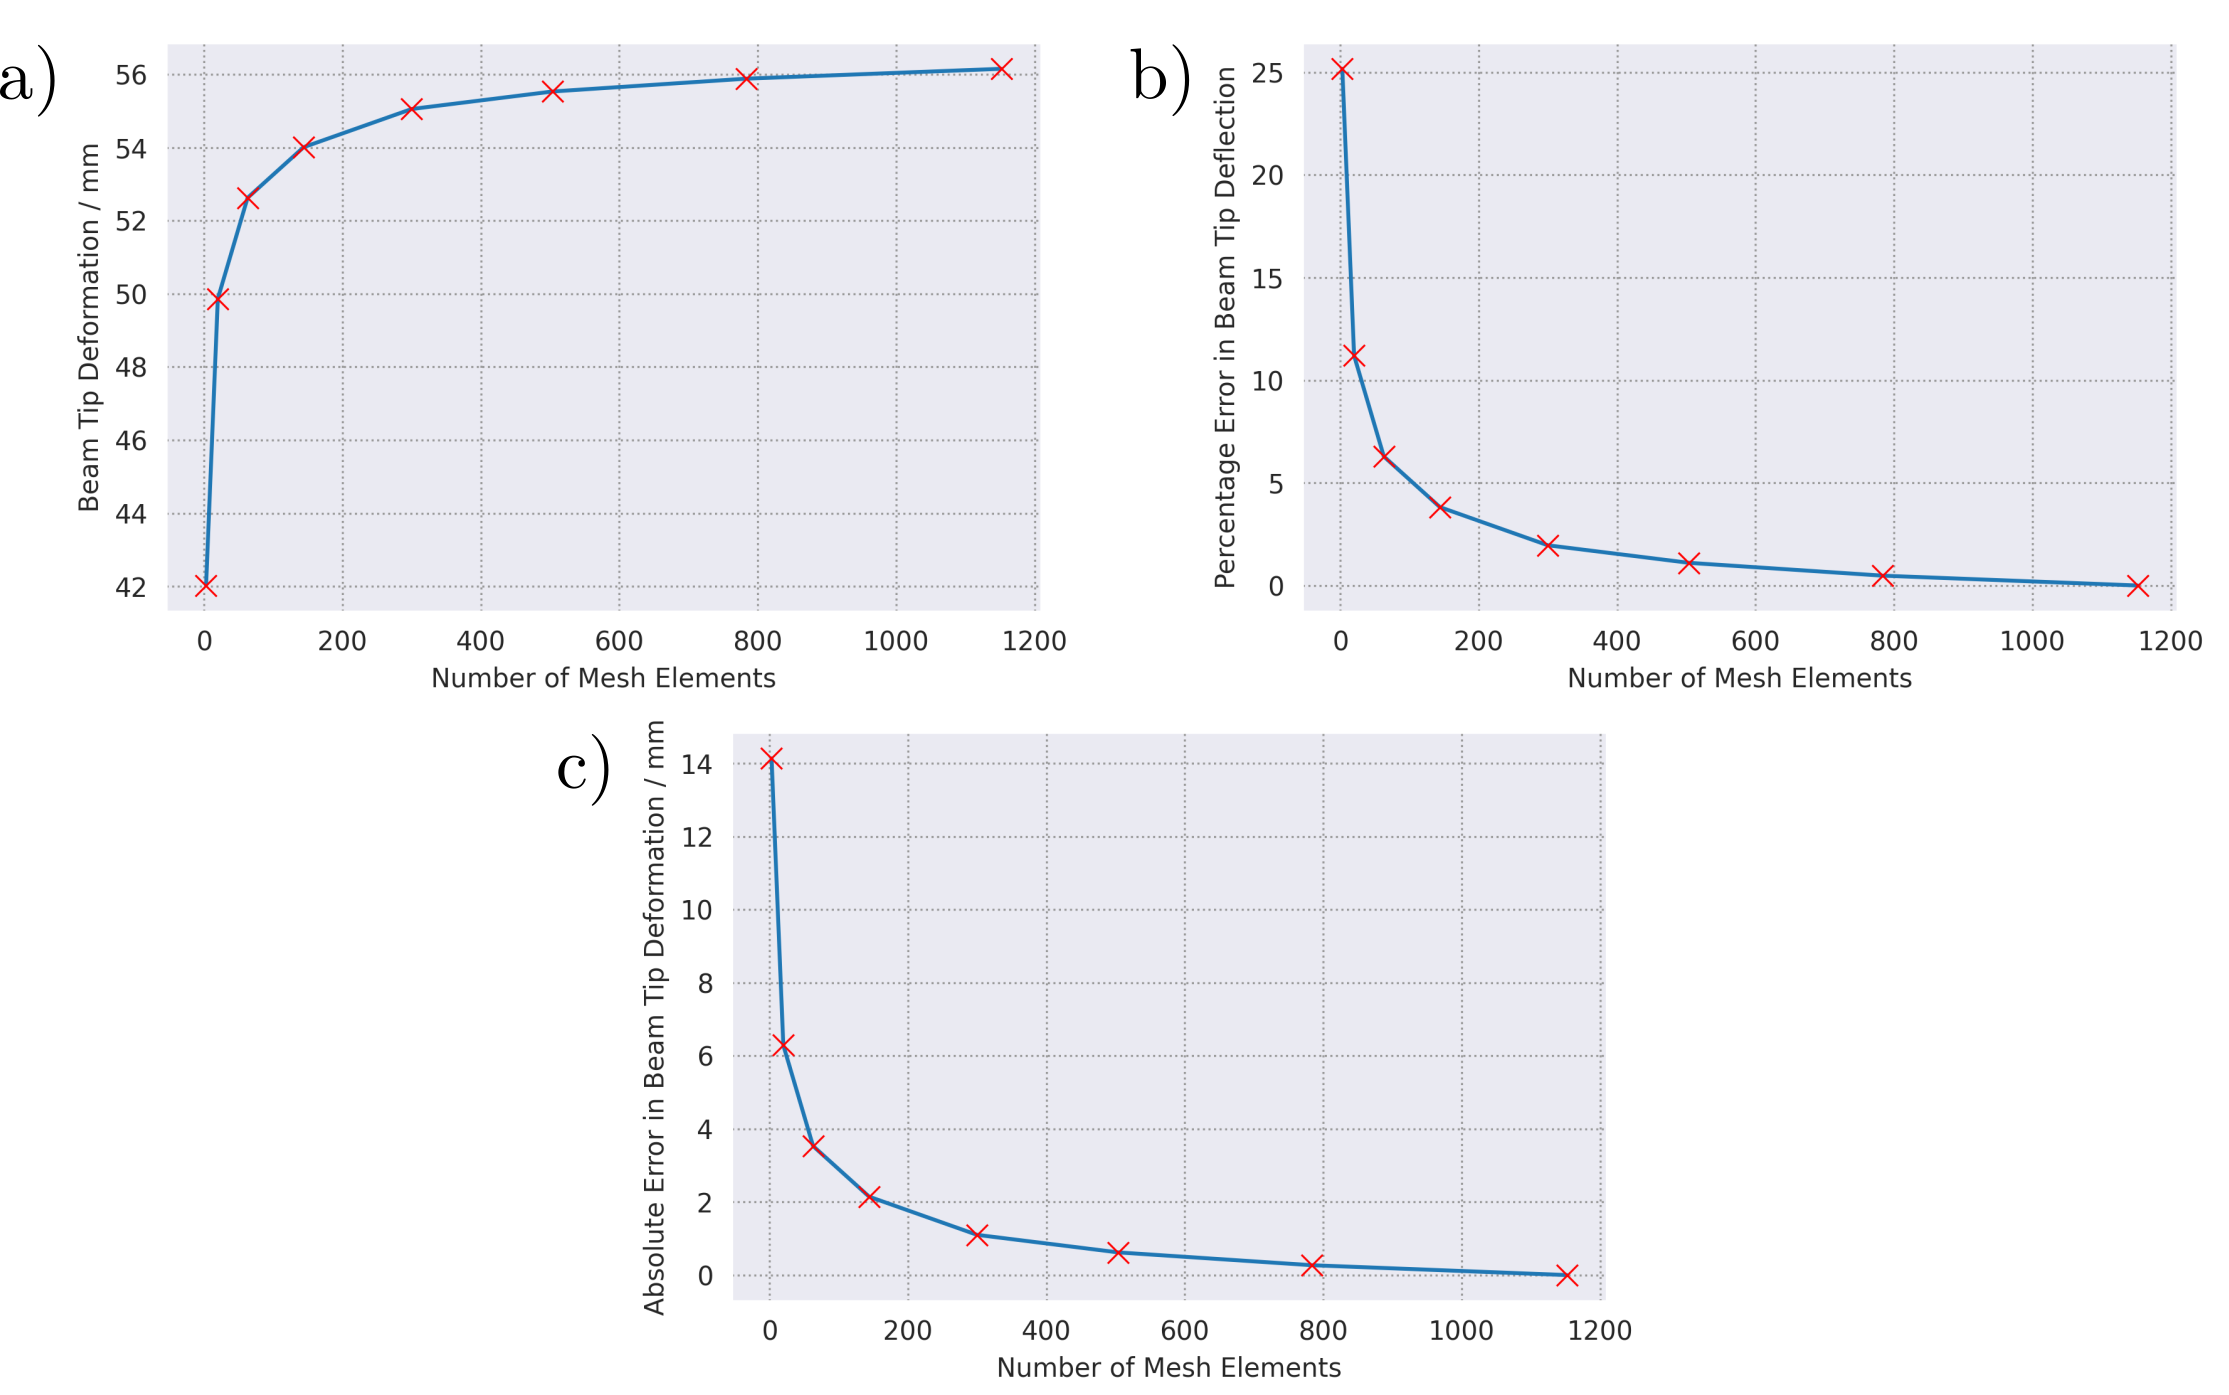 a)
Beam Tip Deformation / mm
56
54
52
50
48
46
44
42
0 200 400 600 800 1000 1200
Number of Mesh Elements
b)
Percentage Error in Beam Tip Deflection
25
20
15
10
5
0
0 200 400 600 800 1000 1200
Number of Mesh Elements
c)
Absolute Error in Beam Tip Deformation / mm
14
12
10
8
6
4
2
0
0 200 400 600 800 1000 1200
Number of Mesh Elements